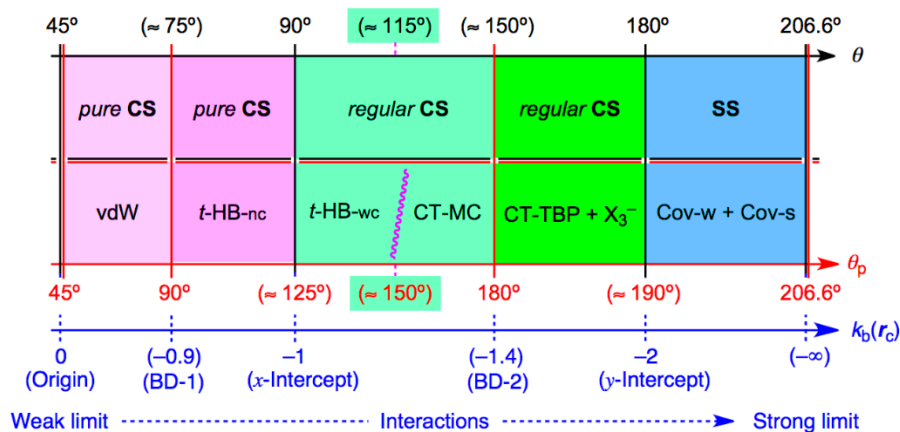 45º (≈ 75º) 90º (≈ 115º) (≈ 150º) 180º 206.6º
θ
pure CS pure CS regular CS regular CS SS
vdW t-HB-nc t-HB-wc CT-MC CT-TBP + X3⁻ Cov-w + Cov-s
θp
45º 90º (≈ 125º) (≈ 150º) 180º (≈ 190º) 206.6º
kb(rc)
0 (−0.9) −1 (−1.4) −2 (−∞)
(Origin) (BD-1) (x-Intercept) (BD-2) (y-Intercept)
Weak limit Interactions Strong limit